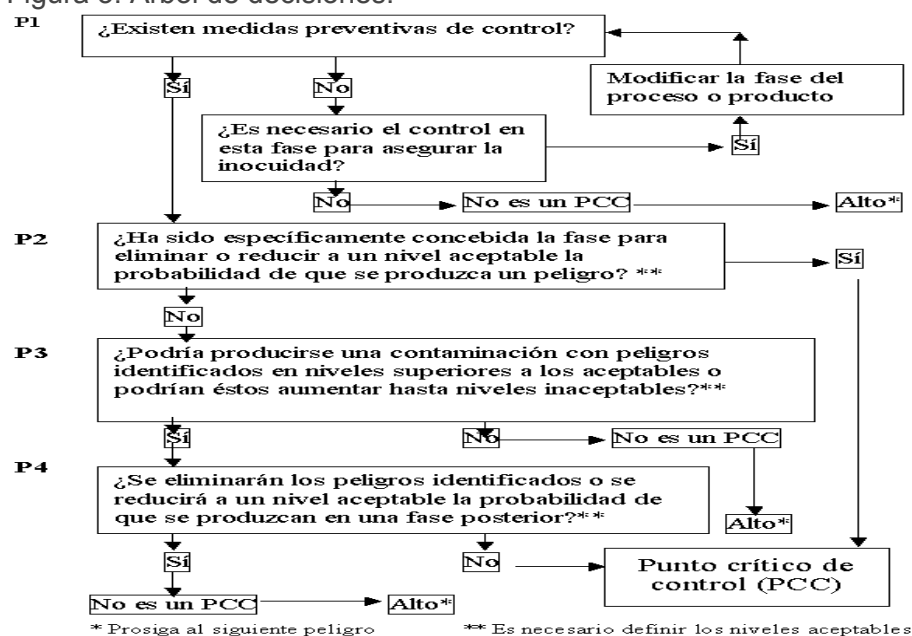 Figura 3. Árbol de decisiones.
P1
¿Existen medidas preventivas de control?
Sí
No
Modificar la fase del
proceso o producto
¿Es necesario el control en
esta fase para asegurar la
inocuidad?
Sí
No
No es un PCC
Alto*
P2
¿Ha sido específicamente concebida la fase para
eliminar o reducir a un nivel aceptable la
probabilidad de que se produzca un peligro? **
Sí
No
P3
¿Podría producirse una contaminación con peligros
identificados en niveles superiores a los aceptables o
podrían éstos aumentar hasta niveles inaceptables?**
Sí
No
No es un PCC
Alto*
P4
¿Se eliminarán los peligros identificados o se
reducirá a un nivel aceptable la probabilidad de
que se produzcan en una fase posterior?**
Sí
No
Punto crítico de
control (PCC)
No es un PCC
Alto*
* Prosiga al siguiente peligro
** Es necesario definir los niveles aceptables